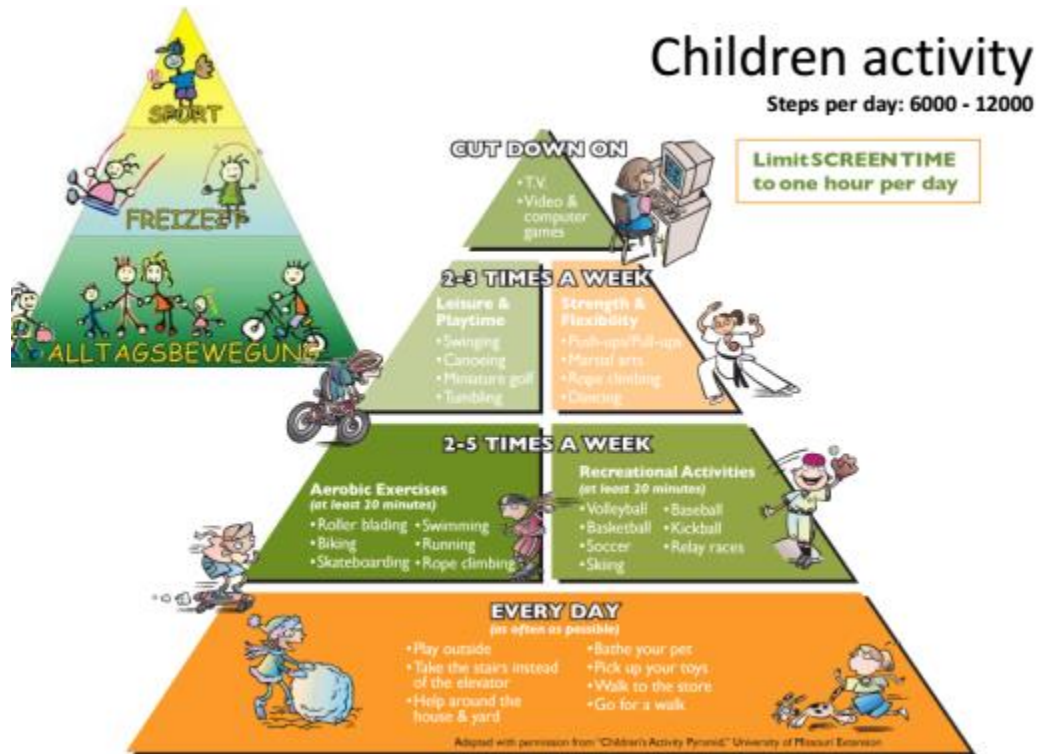 Children activity
Steps per day: 6000 - 12000
Limit SCREEN TIME
to one hour per day
SPORT
FREIZEIT
ALLTAGSBEWEGUNG
CUT DOWN ON
• T.V.
• Video &
computer
games
2-3 TIMES A WEEK
Leisure &
Playtime
• Swinging
• Canoeing
• Miniature golf
• Tumbling
Strength &
Flexibility
• Push-ups/Pull-ups
• Martial arts
• Rope climbing
• Dancing
2-5 TIMES A WEEK
Aerobic Exercises
(at least 20 minutes)
• Roller blading
• Biking
• Skateboarding
• Swimming
• Running
• Rope climbing
Recreational Activities
(at least 20 minutes)
• Volleyball
• Basketball
• Soccer
• Skiing
• Baseball
• Kickball
• Relay races
EVERY DAY
(as often as possible)
• Play outside
• Take the stairs instead
of the elevator
• Help around the
house & yard
• Bathe your pet
• Pick up your toys
• Walk to the store
• Go for a walk
Adapted with permission from "Children's Activity Pyramid," University of Missouri Extension